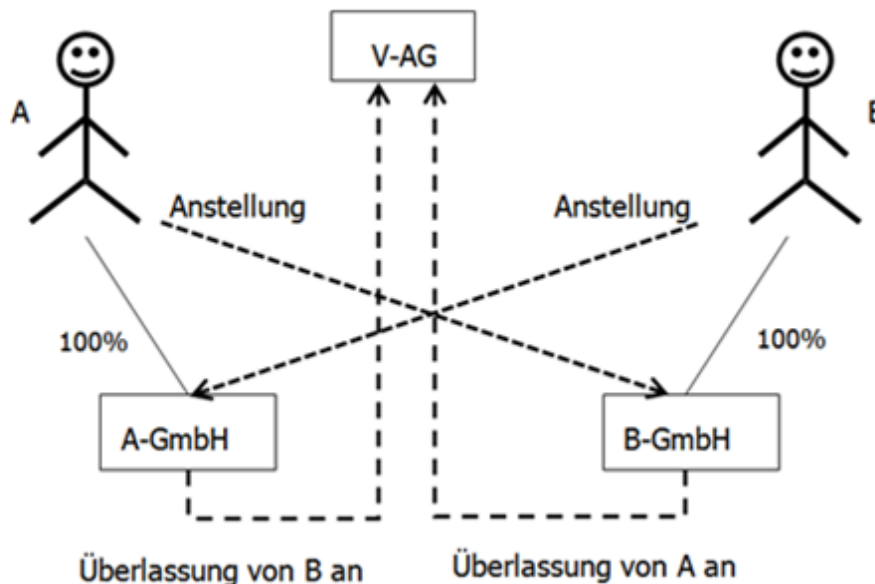 V-AG
A
B
Anstellung
Anstellung
100%
100%
A-GmbH
B-GmbH
Überlassung von B an
Überlassung von A an